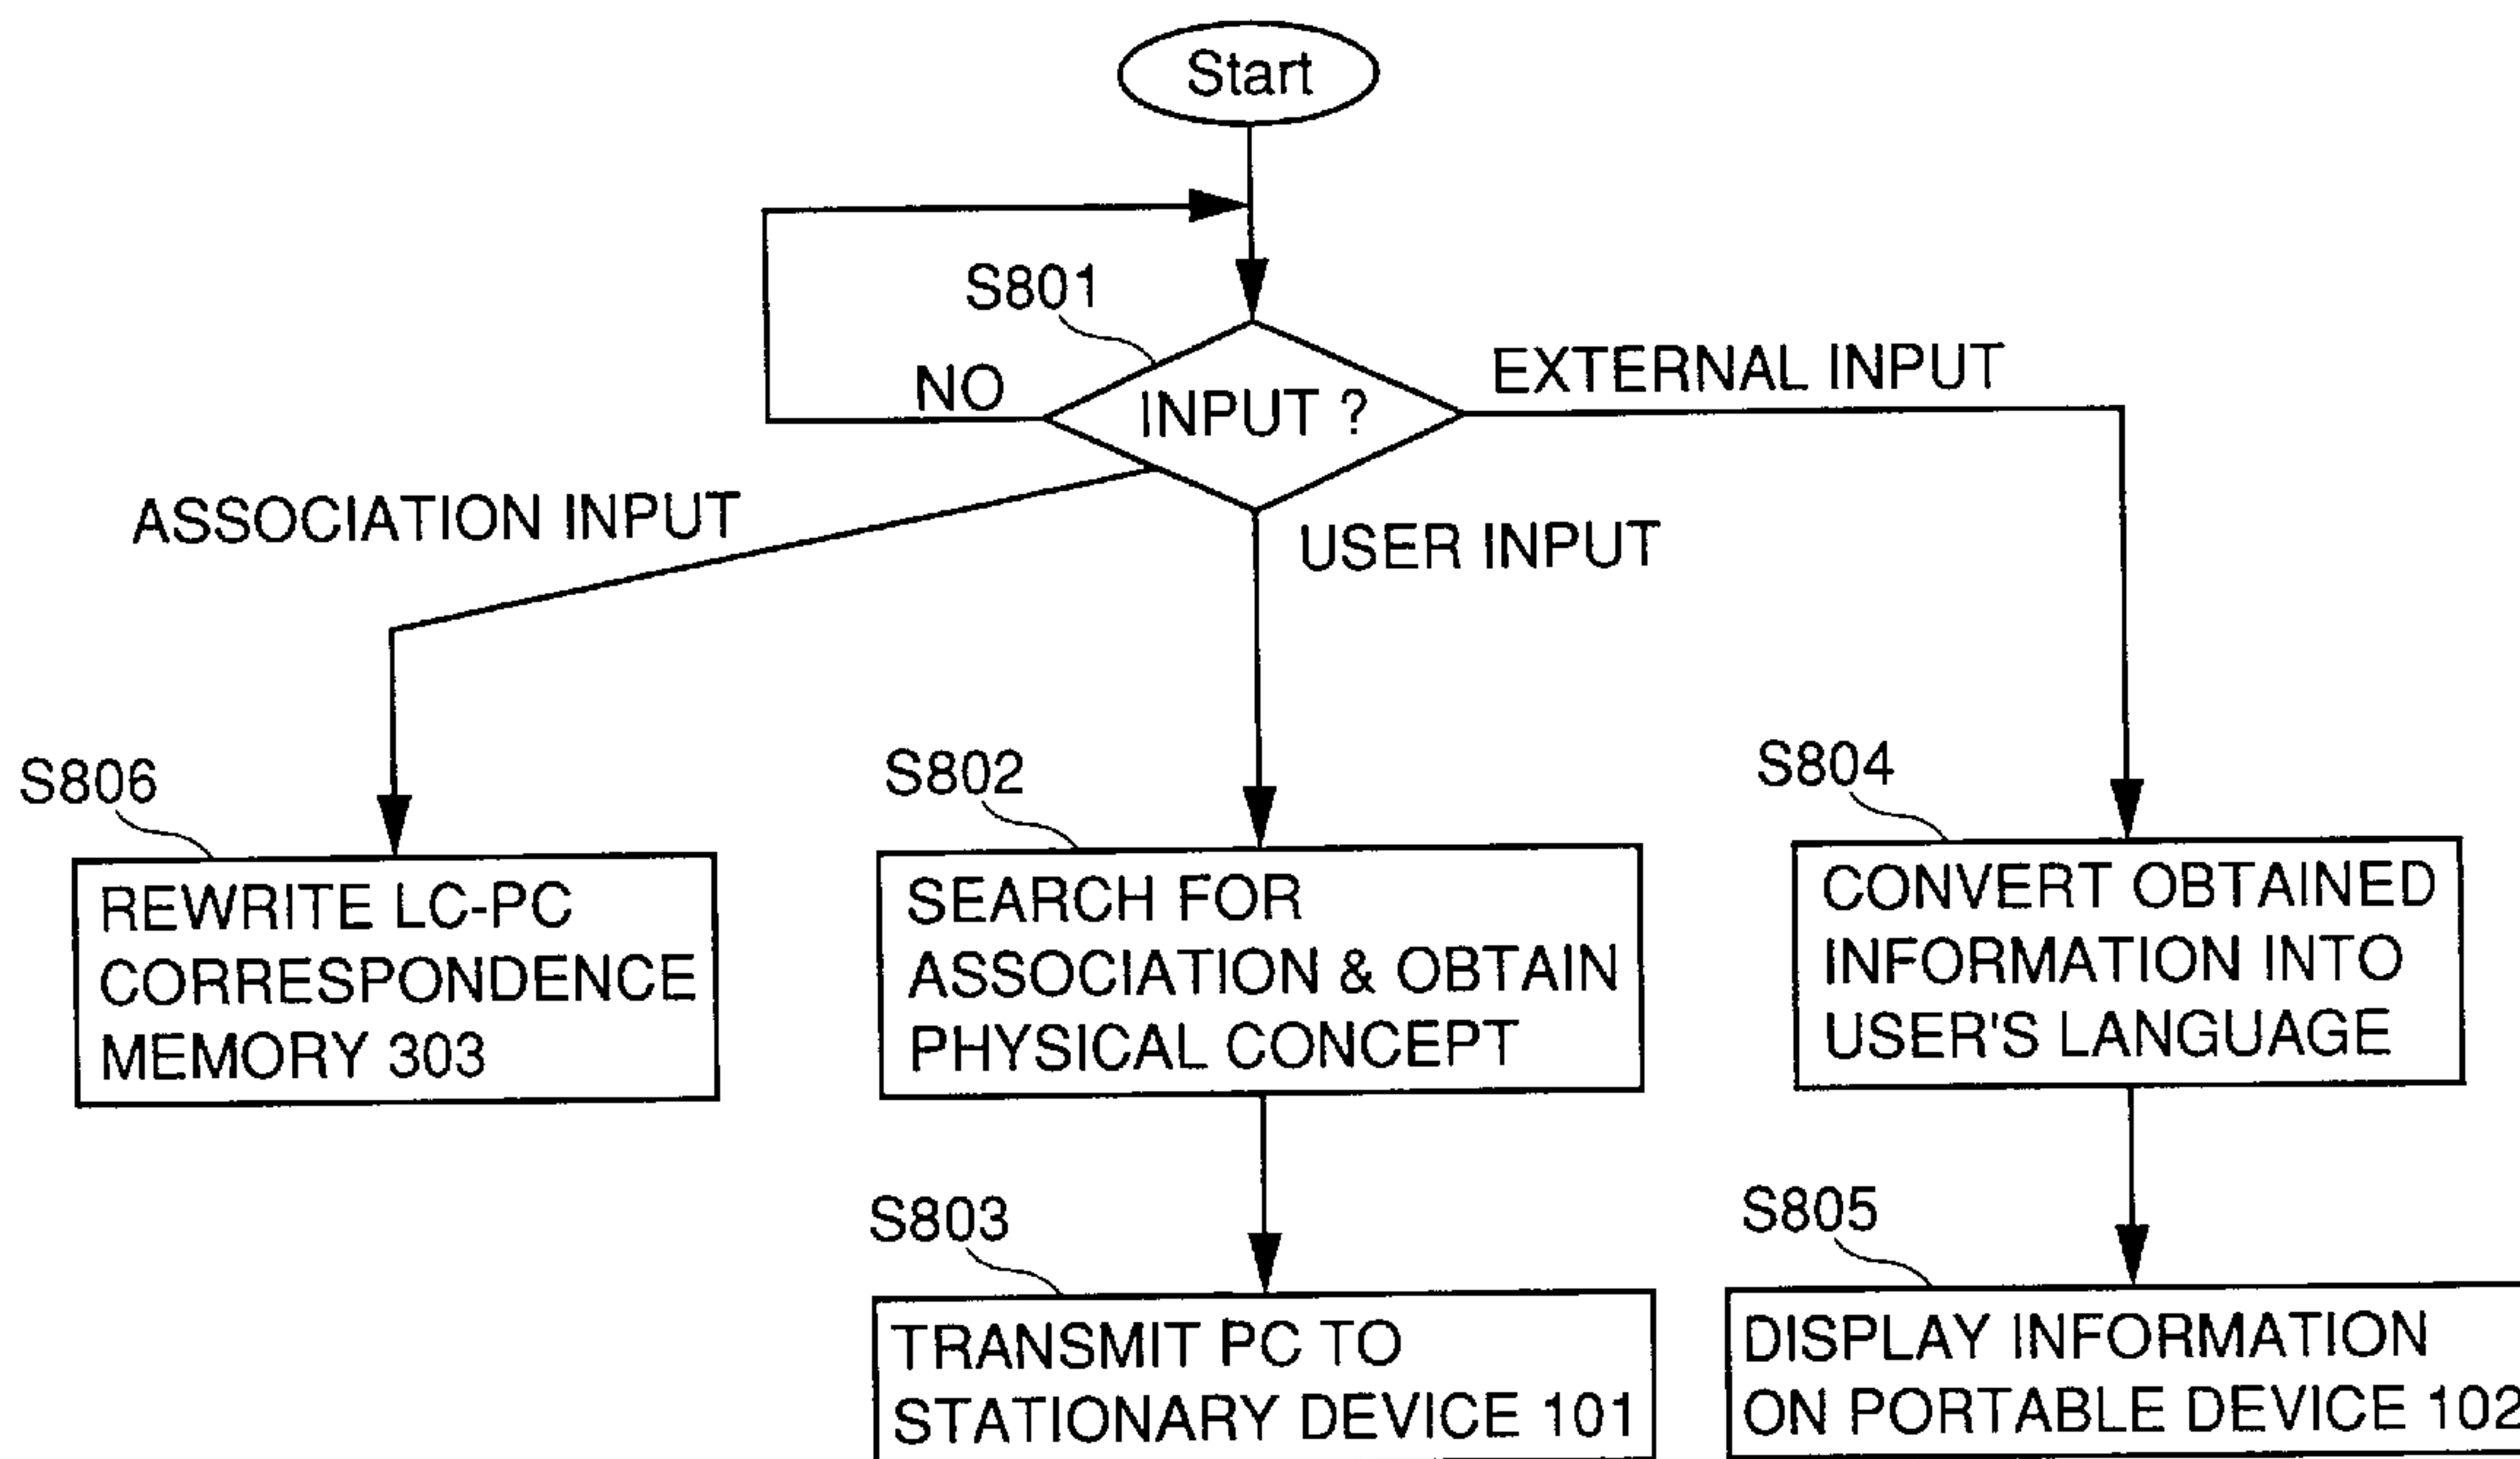 Start
S801
NO
INPUT ?
EXTERNAL INPUT
ASSOCIATION INPUT
USER INPUT
S806
REWRITE LC-PC
CORRESPONDENCE
MEMORY 303
S802
SEARCH FOR
ASSOCIATION & OBTAIN
PHYSICAL CONCEPT
S804
CONVERT OBTAINED
INFORMATION INTO
USER'S LANGUAGE
S803
TRANSMIT PC TO
STATIONARY DEVICE 101
S805
DISPLAY INFORMATION
ON PORTABLE DEVICE 102